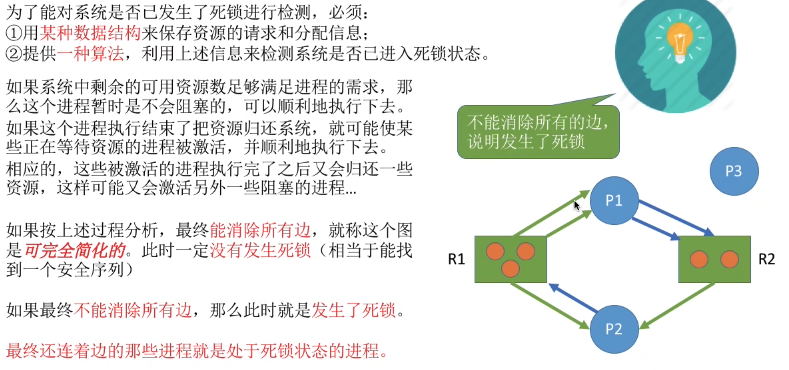 为了能对系统是否已发生了死锁进行检测，必须：
①用某种数据结构来保存资源的请求和分配信息；
②提供一种算法，利用上述信息来检测系统是否已进入死锁状态。
如果系统中剩余的可用资源数足够满足进程的需求，那
么这个进程暂时是不会阻塞的，可以顺利地执行下去。
如果这个进程执行结束了把资源归还系统，就可能使某
些正在等待资源的进程被激活，并顺利地执行下去。
相应的，这些被激活的进程执行完了之后又会归还一些
资源，这样可能又会激活另外一些阻塞的进程...
如果按上述过程分析，最终能消除所有边，就称这个图
是可完全简化的。此时一定没有发生死锁（相当于能找
到一个安全序列）
如果最终不能消除所有边，那么此时就是发生了死锁。
最终还连着边的那些进程就是处于死锁状态的进程。
不能消除所有的边，
说明发生了死锁
P3
P1
R1
R2
P2